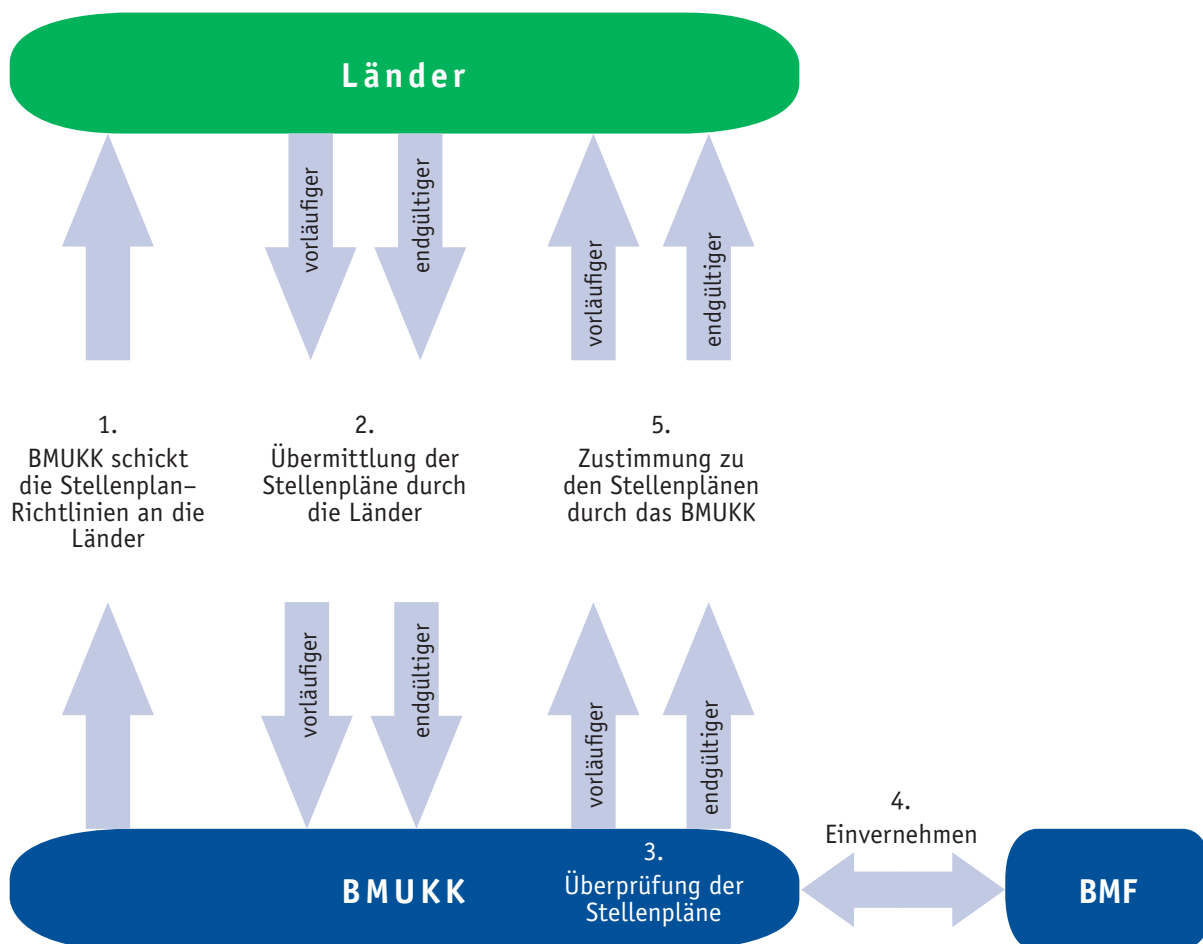 Länder
vorläufiger
endgültiger
vorläufiger
endgültiger
1.
BMUKK schickt
die Stellenplan–
Richtlinien an die
Länder
2.
Übermittlung der
Stellenpläne durch
die Länder
5.
Zustimmung zu
den Stellenplänen
durch das BMUKK
vorläufiger
endgültiger
vorläufiger
endgültiger
BMUKK
3.
Überprüfung der
Stellenpläne
4.
Einvernehmen
BMF